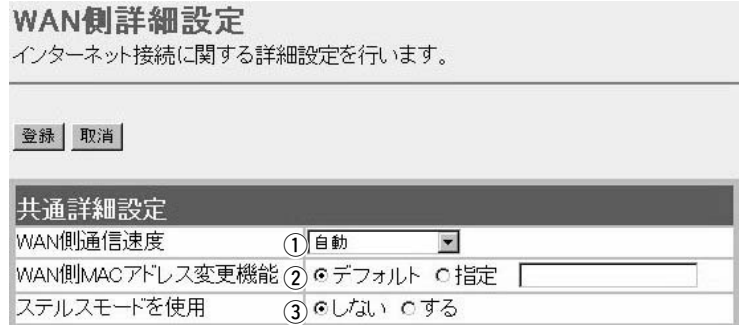 WAN側詳細設定
インターネット接続に関する詳細設定を行います。
登録 取消
共通詳細設定
WAN側通信速度 ①自動
WAN側MACアドレス変更機能 ② デフォルト 指定
ステルスモードを使用 ③ しない する